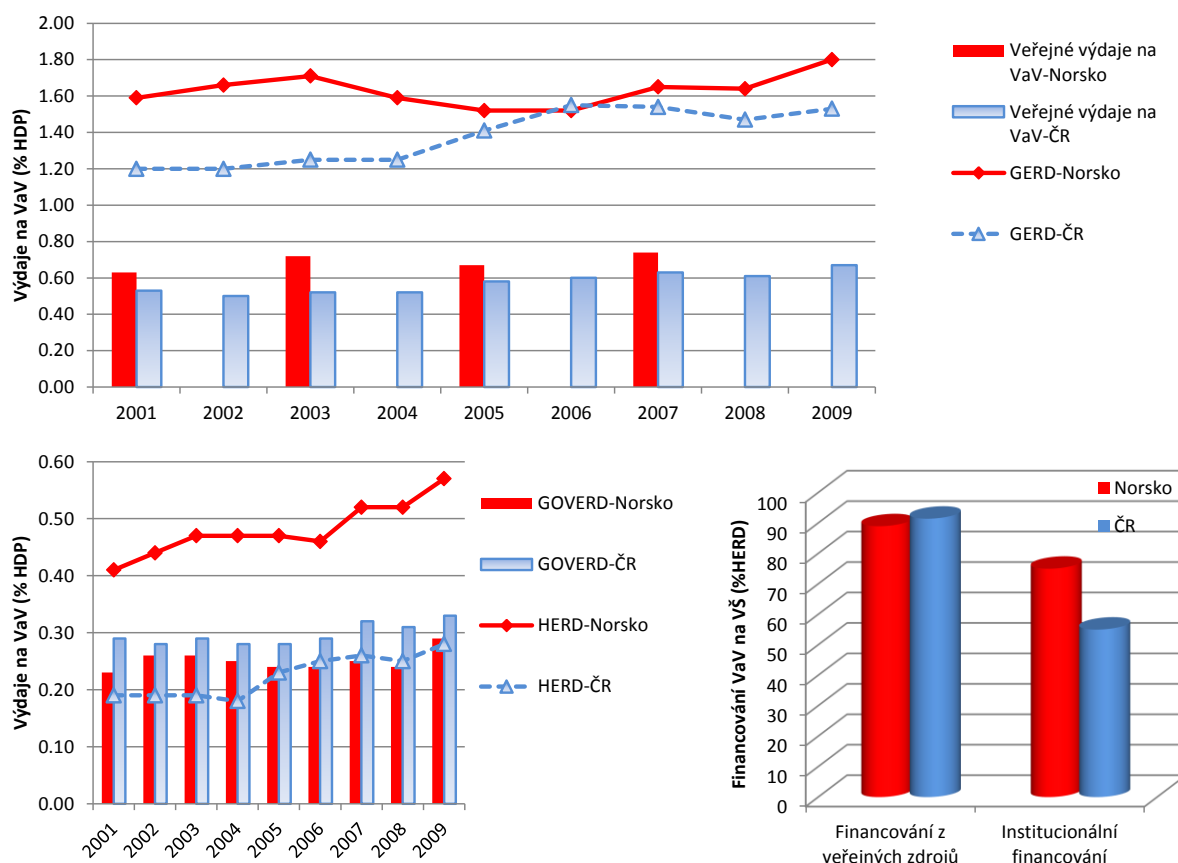 Výdaje na VaV (% HDP)
2.00
1.80
1.60
1.40
1.20
1.00
0.80
0.60
0.40
0.20
0.00
2001 2002 2003 2004 2005 2006 2007 2008 2009
Veřejné výdaje na
VaV-Norsko
Veřejné výdaje na
VaV-ČR
GERD-Norsko
GERD-ČR
Výdaje na VaV (% HDP)
0.60
0.50
0.40
0.30
0.20
0.10
0.00
2001 2002 2003 2004 2005 2006 2007 2008 2009
GOVERD-Norsko
GOVERD-ČR
HERD-Norsko
HERD-ČR
Financování VaV na VŠ (%HERD)
100
90
80
70
60
50
40
30
20
10
0
Norsko
ČR
Financování z
veřejných zdrojů
Institucionální
financování